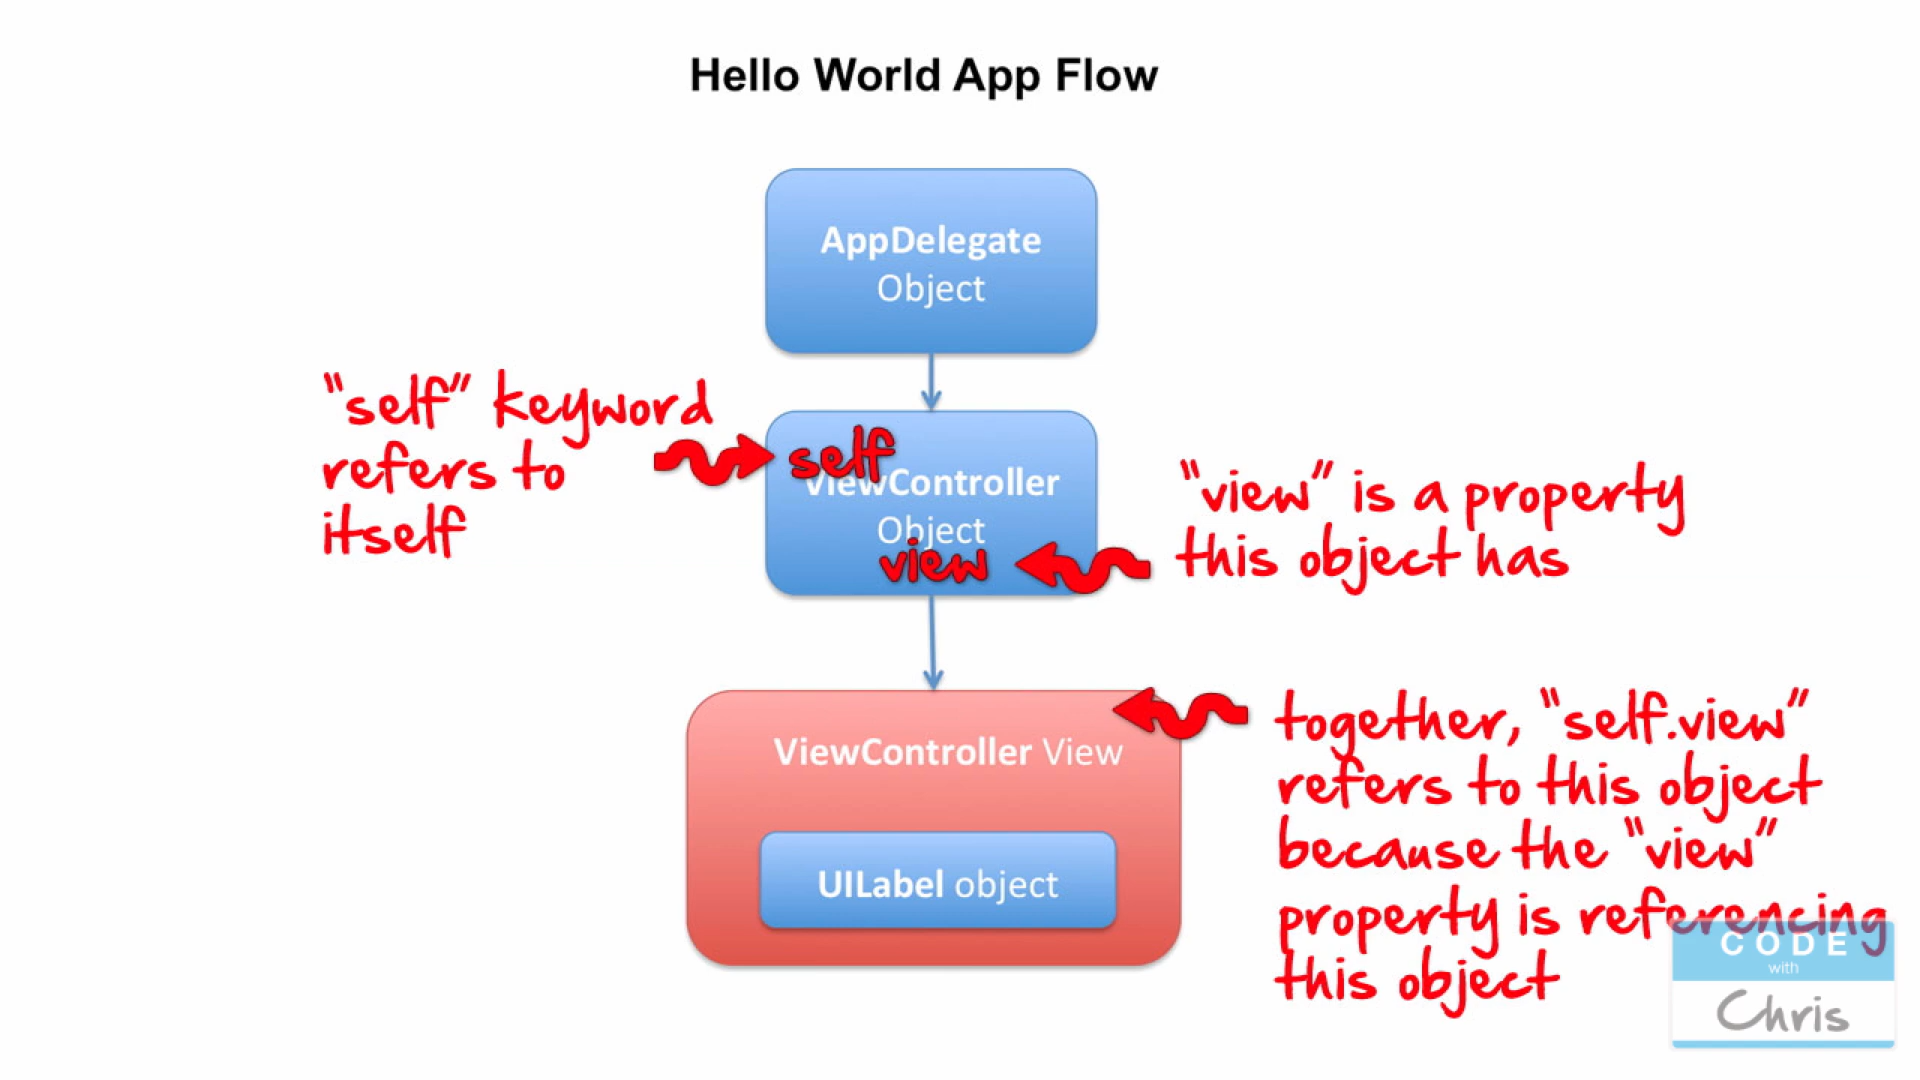 Hello World App Flow
AppDelegate
Object
"self" keyword
refers to
itself
self
ViewController
Object
view
"view" is a property
this object has
ViewController View
UILabel object
together, "self.view"
refers to this object
because the "view"
property is referencing
this object
CODE
with
Chris